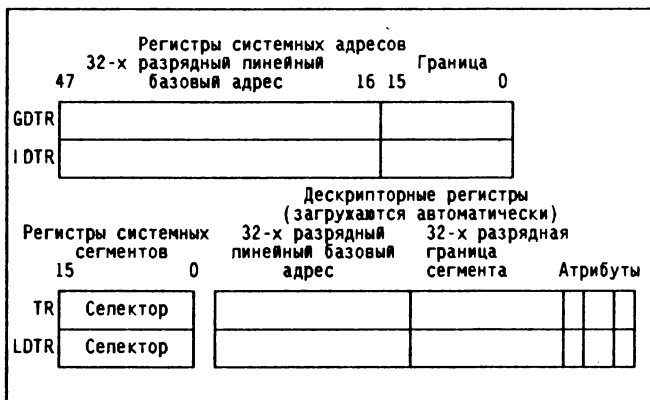 Регистры системных адресов
32-х разрядный линейный Граница
47 базовый адрес 16 15 0
GDTR
IDTR
Дескрипторные регистры
(загружаются автоматически)
Регистры системных 32-х разрядный 32-х разрядная
сегментов линейный базовый граница
15 0 адрес сегмента Атрибуты
TR Селектор
LDTR Селектор